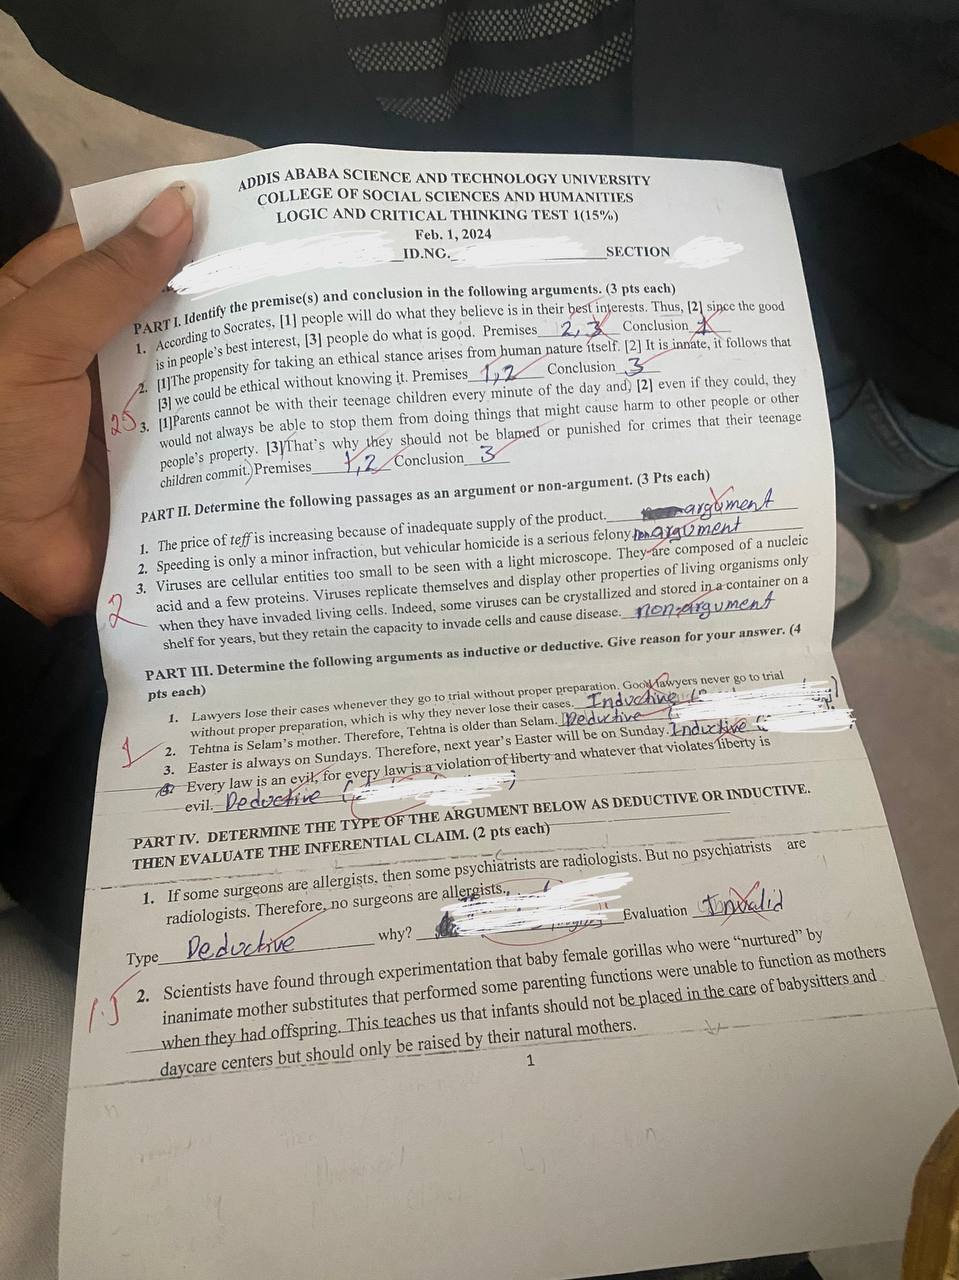 ADDIS ABABA SCIENCE AND TECHNOLOGY UNIVERSITY
COLLEGE OF SOCIAL SCIENCES AND HUMANITIES
LOGIC AND CRITICAL THINKING TEST 1(15%)
Feb. 1, 2024
ID.NG. SECTION
PART I. Identify the premise(s) and conclusion in the following arguments. (3 pts each)
1. According to Socrates, [1] people will do what they believe is in their best interests. Thus, [2] since the good
is in people's best interest, [3] people do what is good. Premises 2,3 Conclusion 1
2. [1]The propensity for taking an ethical stance arises from human nature itself. [2] It is innate, it follows that
[3] we could be ethical without knowing it. Premises 1,2 Conclusion 3
25
3. [1]Parents cannot be with their teenage children every minute of the day and) [2] even if they could, they
would not always be able to stop them from doing things that might cause harm to other people or other
people's property. [3]That's why they should not be blamed or punished for crimes that their teenage
children commit.) Premises 1,2 Conclusion 3
PART II. Determine the following passages as an argument or non-argument. (3 Pts each)
1. The price of teff is increasing because of inadequate supply of the product. argument
2. Speeding is only a minor infraction, but vehicular homicide is a serious felony non argument
3. Viruses are cellular entities too small to be seen with a light microscope. They are composed of a nucleic
acid and a few proteins. Viruses replicate themselves and display other properties of living organisms only
2
when they have invaded living cells. Indeed, some viruses can be crystallized and stored in a container on a
shelf for years, but they retain the capacity to invade cells and cause disease. non-argument
PART III. Determine the following arguments as inductive or deductive. Give reason for your answer. (4
pts each)
1. Lawyers lose their cases whenever they go to trial without proper preparation. Good lawyers never go to trial
without proper preparation, which is why they never lose their cases. Inductive (
1
2. Tehtna is Selam's mother. Therefore, Tehtna is older than Selam. Deductive (
3. Easter is always on Sundays. Therefore, next year's Easter will be on Sunday. Inductive (
4. Every law is an evil, for every law is a violation of liberty and whatever that violates liberty is
evil. Deductive (
PART IV. DETERMINE THE TYPE OF THE ARGUMENT BELOW AS DEDUCTIVE OR INDUCTIVE.
THEN EVALUATE THE INFERENTIAL CLAIM. (2 pts each)
1. If some surgeons are allergists, then some psychiatrists are radiologists. But no psychiatrists are
radiologists. Therefore, no surgeons are allergists.
Type Deductive why? Evaluation Invalid
1.5
2. Scientists have found through experimentation that baby female gorillas who were "nurtured" by
inanimate mother substitutes that performed some parenting functions were unable to function as mothers
when they had offspring. This teaches us that infants should not be placed in the care of babysitters and
daycare centers but should only be raised by their natural mothers.
1